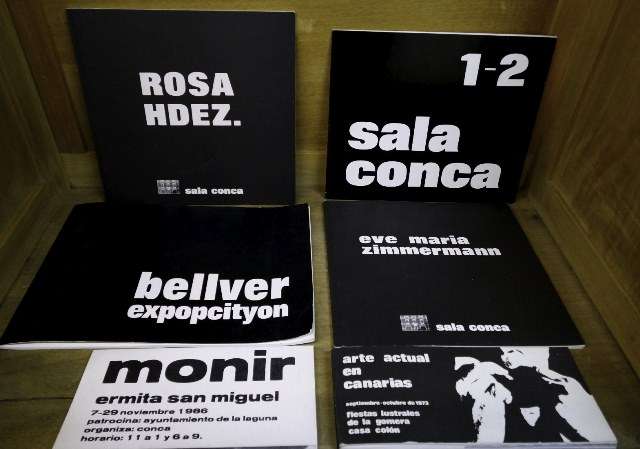 ROSA
HDEZ.
sala conca
1-2
sala
conca
bellver
expopcityon
eve maria
zimmermann
sala conca
monir
ermita san miguel
7-29 noviembre 1986
patrocina: ayuntamiento de la laguna
organiza: conca
horario: 11 a 1 y 6 a 9.
arte actual
en
canarias
septiembre-octubre de 1973
fiestas lustrales
de la gomera
casa colón